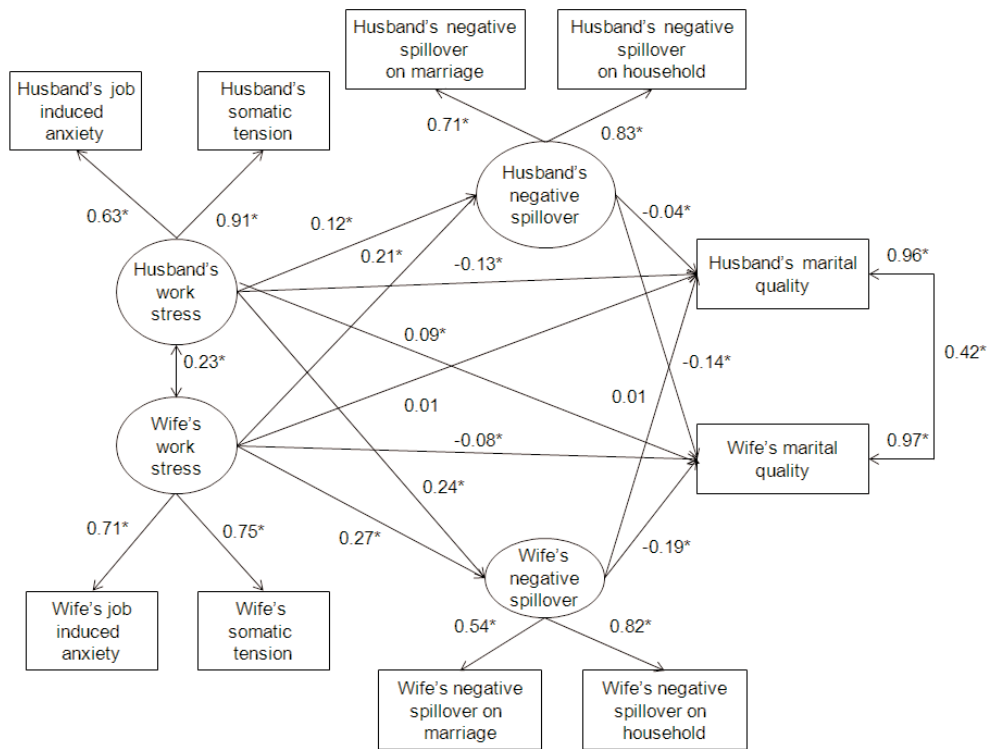 Husband's negative
spillover
on marriage
Husband's negative
spillover
on household
Husband's job
induced
anxiety
Husband's
somatic
tension
0.71*
0.83*
Husband's
negative
spillover
0.63*
0.91*
0.12*
0.21*
-0.04*
Husband's
work
stress
-0.13*
Husband's marital
quality
0.96*
0.23*
0.09*
-0.14*
0.42*
0.01
0.01
Wife's
work
stress
-0.08*
Wife's marital
quality
0.97*
0.24*
0.27*
-0.19*
0.71*
0.75*
Wife's
negative
spillover
Wife's job
induced
anxiety
Wife's
somatic
tension
0.54*
0.82*
Wife's negative
spillover on
marriage
Wife's negative
spillover on
household